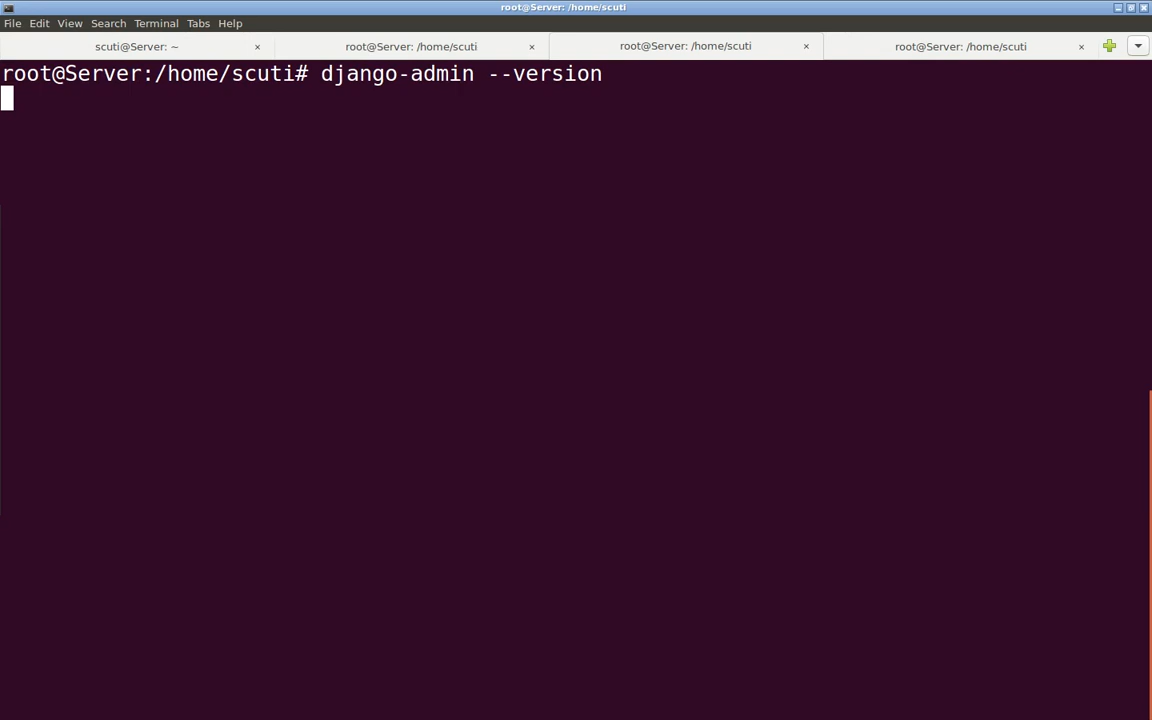 root@Server: /home/scuti
File Edit View Search Terminal Tabs Help
scuti@Server: ~ × root@Server: /home/scuti × root@Server: /home/scuti × root@Server: /home/scuti ×
root@Server:/home/scuti# django-admin --version